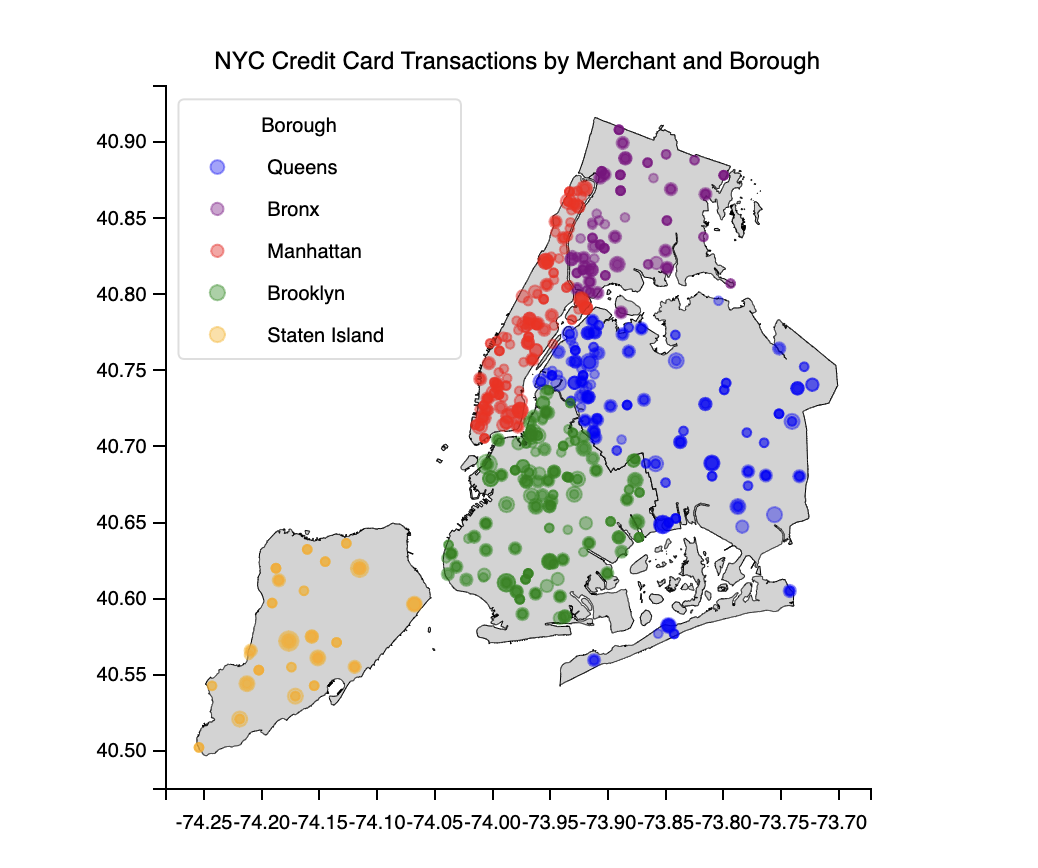 NYC Credit Card Transactions by Merchant and Borough
Borough
Queens
Bronx
Manhattan
Brooklyn
Staten Island
40.90
40.85
40.80
40.75
40.70
40.65
40.60
40.55
40.50
-74.25-74.20-74.15-74.10-74.05-74.00-73.95-73.90-73.85-73.80-73.75-73.70